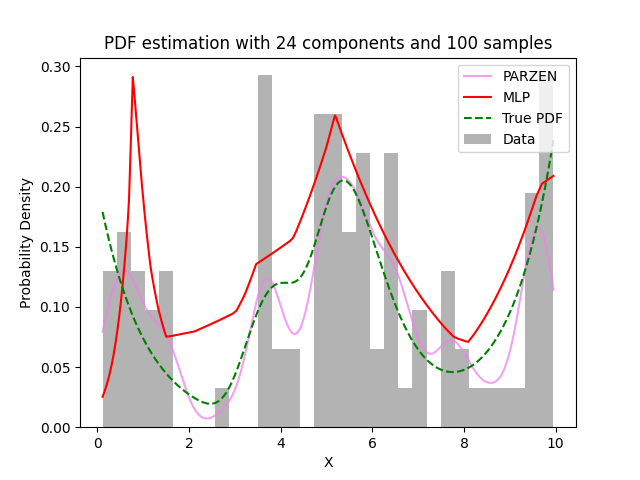 PDF estimation with 24 components and 100 samples
0.30
0.25
0.20
0.15
0.10
0.05
0.00
Probability Density
PARZEN
MLP
True PDF
Data
0 2 4 6 8 10
X